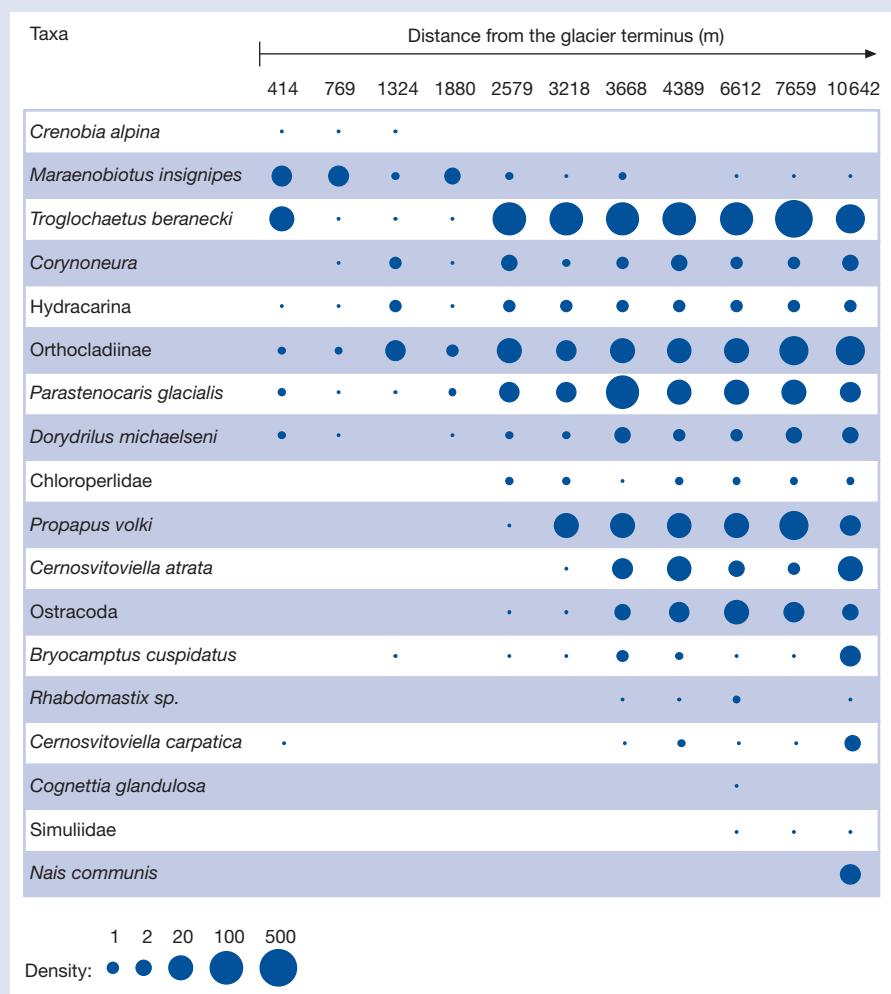 Taxa
Distance from the glacier terminus (m)
414 769 1324 1880 2579 3218 3668 4389 6612 7659 10642
Crenobia alpina
Maraenobiotus insignipes
Troglochaetus beranecki
Corynoneura
Hydracarina
Orthocladiinae
Parastenocaris glacialis
Dorydrilus michaelseni
Chloroperlidae
Propapus volki
Cernosvitoviella atrata
Ostracoda
Bryocamptus cuspidatus
Rhabdomastix sp.
Cernosvitoviella carpatica
Cognettia glandulosa
Simuliidae
Nais communis
1 2 20 100 500
Density: